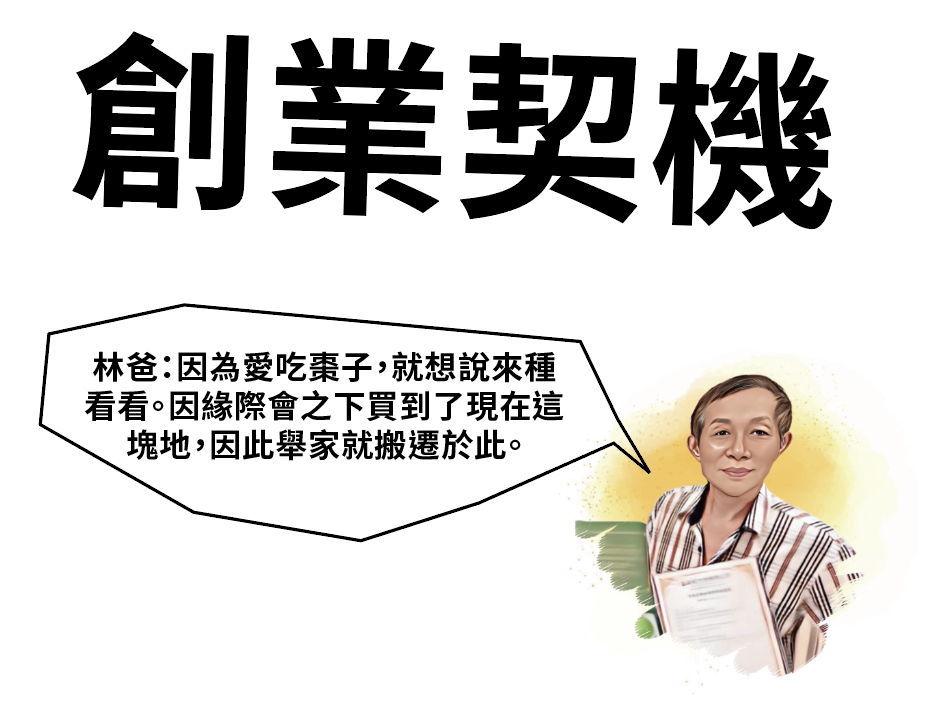 創業契機
林爸：因為愛吃棗子，就想說來種
看看。因緣際會之下買到了現在這
塊地，因此舉家就搬遷於此。